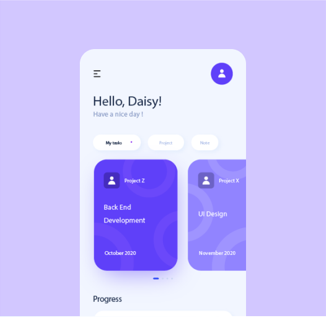 Hello, Daisy!
Have a nice day !
My tasks
Project
Project Z
Project X
Back End
Development
UI Design
October 2020
November 2020
Progress